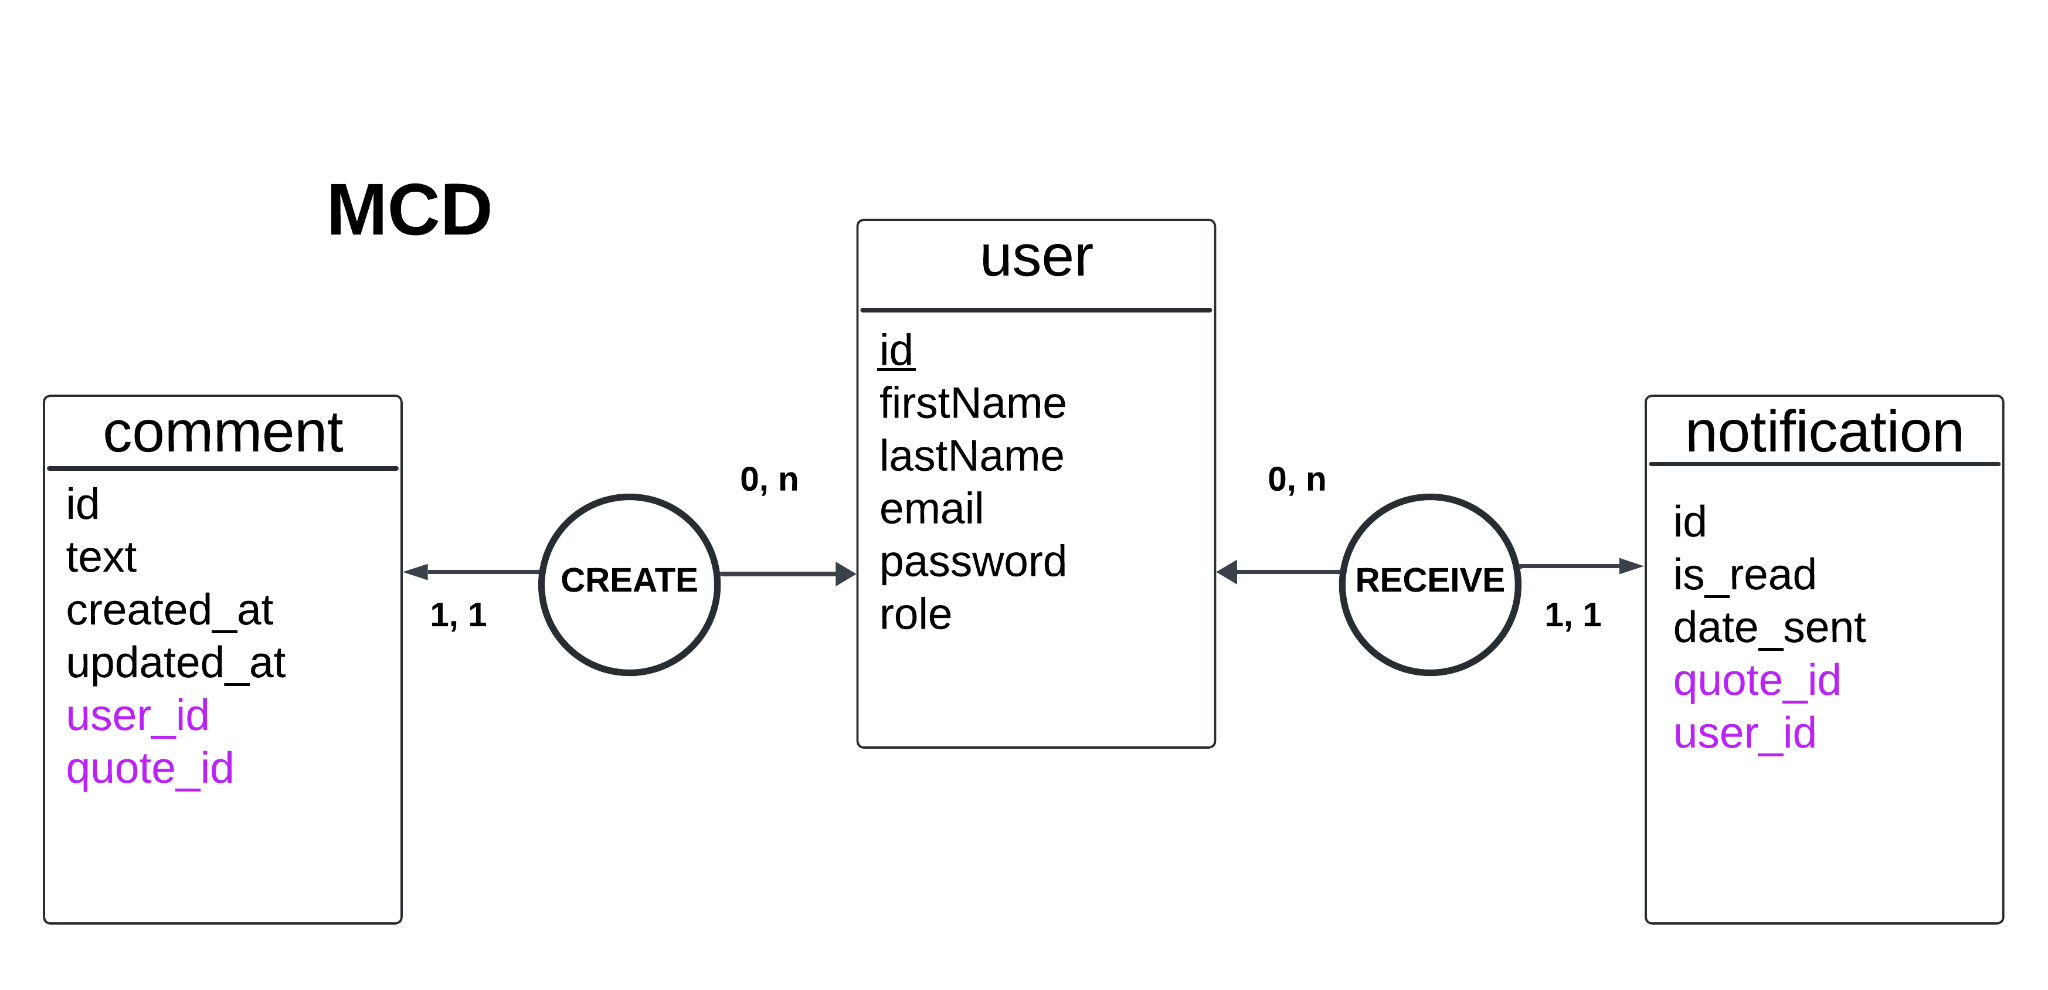 MCD
comment
id
text
created_at
updated_at
user_id
quote_id
1, 1
CREATE
0, n
user
id
firstName
lastName
email
password
role
0, n
RECEIVE
1, 1
notification
id
is_read
date_sent
quote_id
user_id